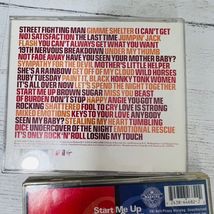 STREET FIGHTING MAN GIMME SHELTER (I CAN'T GET
NO) SATISFACTION THE LAST TIME JUMPIN' JACK
FLASH YOU CAN'T ALWAYS GET WHAT YOU WANT
19TH NERVOUS BREAKDOWN UNDER MY THUMB
NOT FADE AWAY HAVE YOU SEEN YOUR MOTHER BABY?
SYMPATHY FOR THE DEVIL MOTHER'S LITTLE HELPER
SHE'S A RAINBOW GET OFF OF MY CLOUD WILD HORSES
RUBY TUESDAY PAINT IT, BLACK HONKY TONK WOMEN
IT'S ALL OVER NOW LET'S SPEND THE NIGHT TOGETHER
START ME UP BROWN SUGAR MISS YOU BEAST
OF BURDEN DON'T STOP HAPPY ANGIE YOU GOT ME
ROCKING SHATTERED FOOL TO CRY LOVE IS STRONG
MIXED EMOTIONS KEYS TO YOUR LOVE ANYBODY
SEEN MY BABY? STEALING MY HEART TUMBLING
DICE UNDERCOVER OF THE NIGHT EMOTIONAL RESCUE
IT'S ONLY ROCK 'N' ROLL LOSING MY TOUCH
Start Me Up